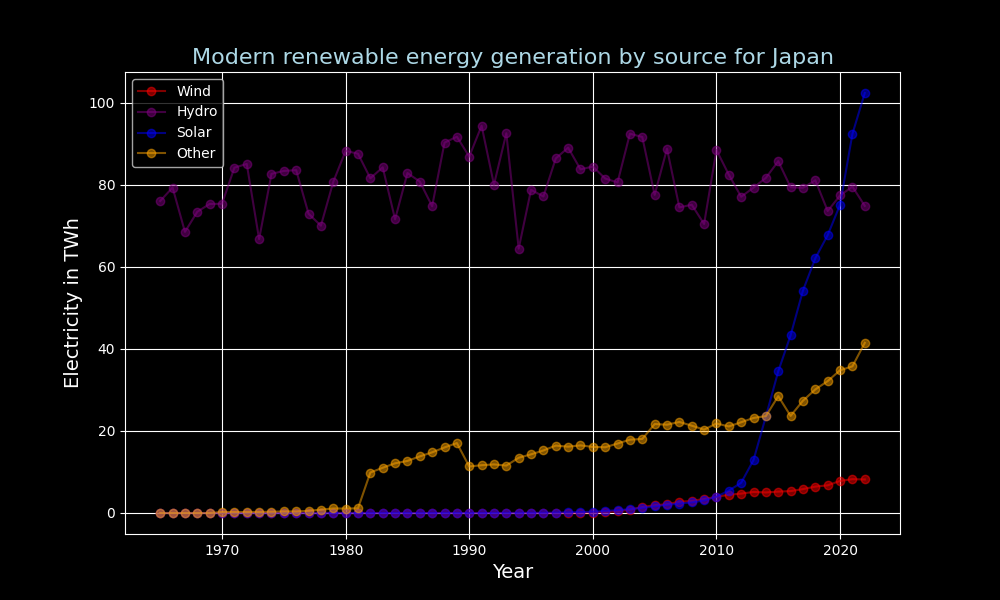 Modern renewable energy generation by source for Japan
Wind
Hydro
Solar
Other
100
80
60
40
20
0
Electricity in TWh
1970 1980 1990 2000 2010 2020
Year